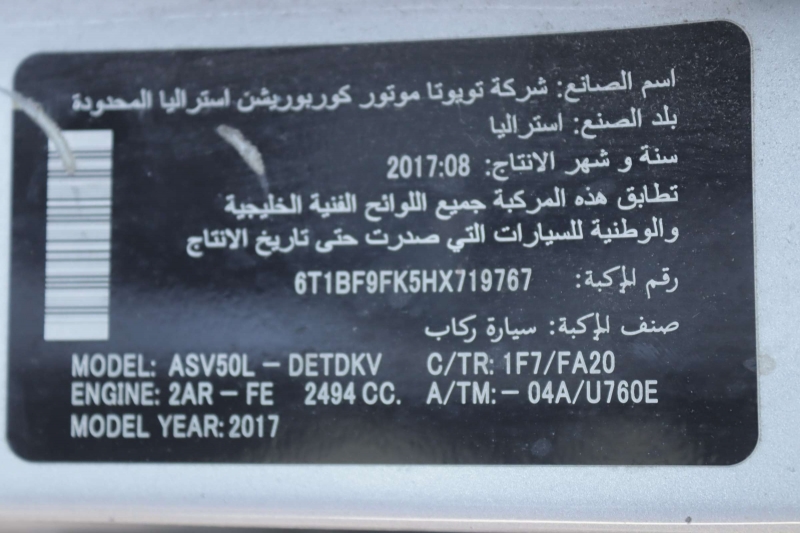 اسم الصانع: شركة تويوتا موتور كوربوريشن استراليا المحدودة
بلد الصنع: استراليا
سنة و شهر الانتاج: 2017:08
تطابق هذه المركبة جميع اللوائح الفنية الخليجية
والوطنية للسيارات التي صدرت حتى تاريخ الانتاج
رقم المركبة: 6T1BF9FK5HX719767
صنف المركبة: سيارة ركاب
MODEL: ASV50L – DETDKV C/TR: 1F7/FA20
ENGINE: 2AR – FE 2494 CC. A/TM: – 04A/U760E
MODEL YEAR: 2017